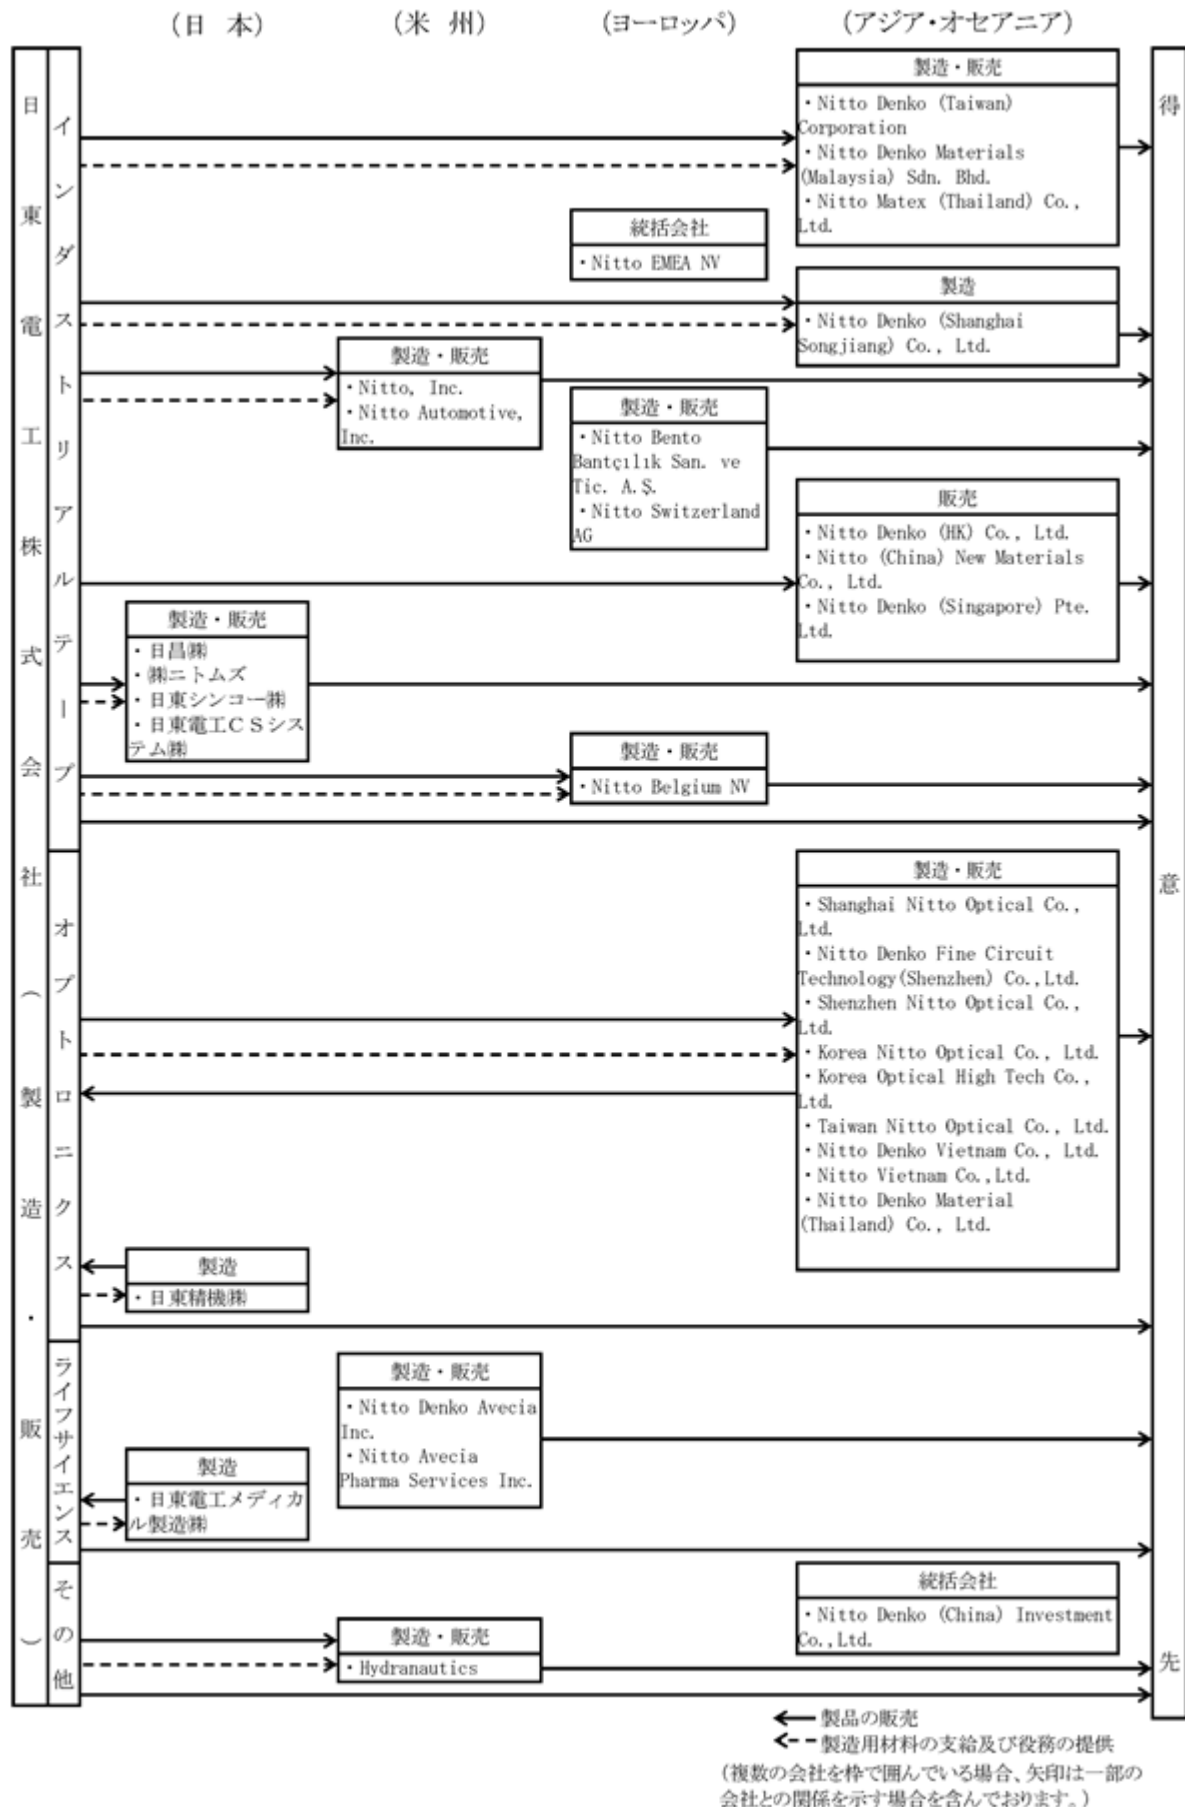 (日 本)
(米 州)
(ヨーロッパ)
(アジア・オセアニア)
日東電工株式会社(製造・販売)
インダストリアルテープ
製造・販売
・Nitto Denko (Taiwan)
Corporation
・Nitto Denko Materials
(Malaysia) Sdn. Bhd.
・Nitto Matex (Thailand) Co.,
Ltd.
得意先
統括会社
・Nitto EMEA NV
製造
・Nitto Denko (Shanghai
Songjiang) Co., Ltd.
製造・販売
・Nitto, Inc.
・Nitto Automotive,
Inc.
製造・販売
・Nitto Bento
Bantçılık San. ve
Tic. A.Ş.
・Nitto Switzerland
AG
販売
・Nitto Denko (HK) Co., Ltd.
・Nitto (China) New Materials
Co., Ltd.
・Nitto Denko (Singapore) Pte.
Ltd.
製造・販売
・日昌㈱
・㈱ニトムズ
・日東シンコー㈱
・日東電工CSシス
テム㈱
製造・販売
・Nitto Belgium NV
オプトロニクス
製造・販売
・Shanghai Nitto Optical Co.,
Ltd.
・Nitto Denko Fine Circuit
Technology(Shenzhen) Co.,Ltd.
・Shenzhen Nitto Optical Co.,
Ltd.
・Korea Nitto Optical Co., Ltd.
・Korea Optical High Tech Co.,
Ltd.
・Taiwan Nitto Optical Co., Ltd.
・Nitto Denko Vietnam Co., Ltd.
・Nitto Vietnam Co.,Ltd.
・Nitto Denko Material
(Thailand) Co., Ltd.
製造
・日東精機㈱
ライフサイエンス
製造・販売
・Nitto Denko Avecia
Inc.
・Nitto Avecia
Pharma Services Inc.
製造
・日東電工メディカ
ル製造㈱
その他
統括会社
・Nitto Denko (China) Investment
Co.,Ltd.
製造・販売
・Hydranautics
製品の販売
製造用材料の支給及び役務の提供
(複数の会社を枠で囲んでいる場合、矢印は一部の
会社との関係を示す場合を含んでおります。)